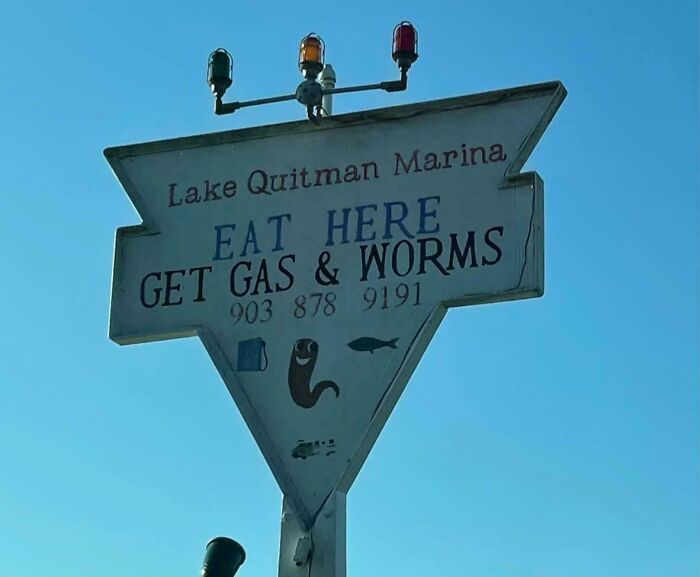 Lake Quitman Marina
EAT HERE
GET GAS & WORMS
903 878 9191